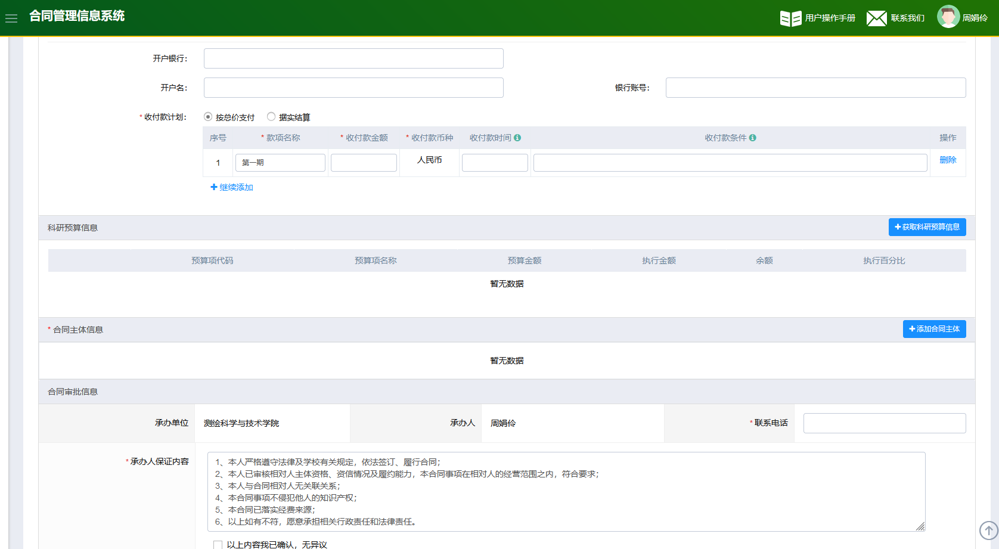 合同管理信息系统
用户操作手册
联系我们
周娟伶
开户银行：
开户名：
银行账号：
* 收付款计划：
按总价支付
据实结算
序号
* 款项名称
* 收付款金额
* 收付款币种
收付款时间
收付款条件
操作
1
第一期
人民币
删除
继续添加
科研预算信息
获取科研预算信息
预算项代码
预算项名称
预算金额
执行金额
余额
执行百分比
暂无数据
* 合同主体信息
添加合同主体
暂无数据
合同审批信息
承办单位
测绘科学与技术学院
承办人
周娟伶
* 联系电话
* 承办人保证内容
1、本人严格遵守法律及学校有关规定，依法签订、履行合同；
2、本人已审核相对人主体资格、资信情况及履约能力，本合同事项在相对人的经营范围之内，符合要求；
3、本人与合同相对人无关联关系；
4、本合同事项不侵犯他人的知识产权；
5、本合同已落实经费来源；
6、以上如有不符，愿意承担相关行政责任和法律责任。
以上内容我已确认，无异议